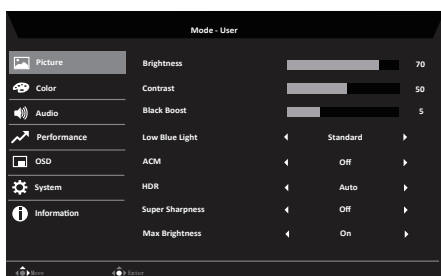 Mode - User
Picture
Brightness 70
Color
Contrast 50
Audio
Black Boost 5
Performance
Low Blue Light Standard
OSD
ACM Off
System
HDR Auto
Information
Super Sharpness Off
Max Brightness On
Move Enter